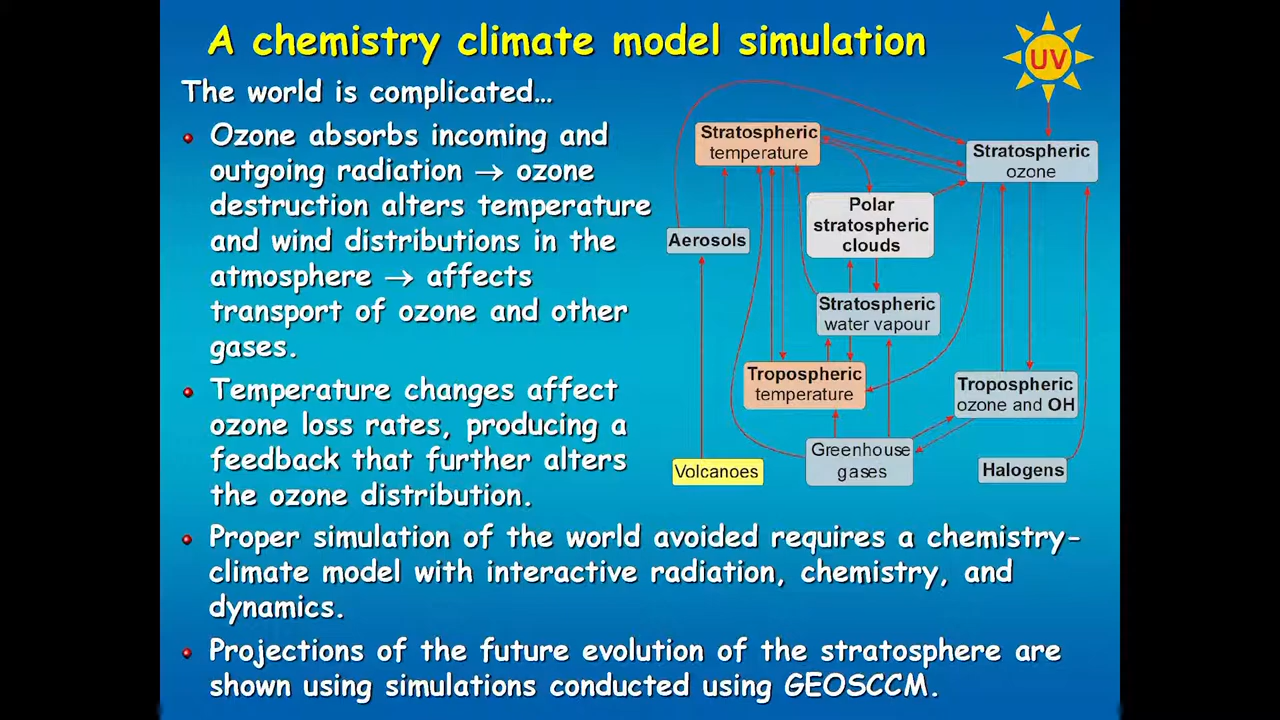 A chemistry climate model simulation
UV
The world is complicated…
Ozone absorbs incoming and
outgoing radiation → ozone
destruction alters temperature
and wind distributions in the
atmosphere → affects
transport of ozone and other
gases.
Temperature changes affect
ozone loss rates, producing a
feedback that further alters
the ozone distribution.
Proper simulation of the world avoided requires a chemistry-
climate model with interactive radiation, chemistry, and
dynamics.
Projections of the future evolution of the stratosphere are
shown using simulations conducted using GEOSCCM.
Stratospheric
temperature
Stratospheric
ozone
Polar
stratospheric
clouds
Aerosols
Stratospheric
water vapour
Tropospheric
temperature
Tropospheric
ozone and OH
Greenhouse
gases
Volcanoes
Halogens